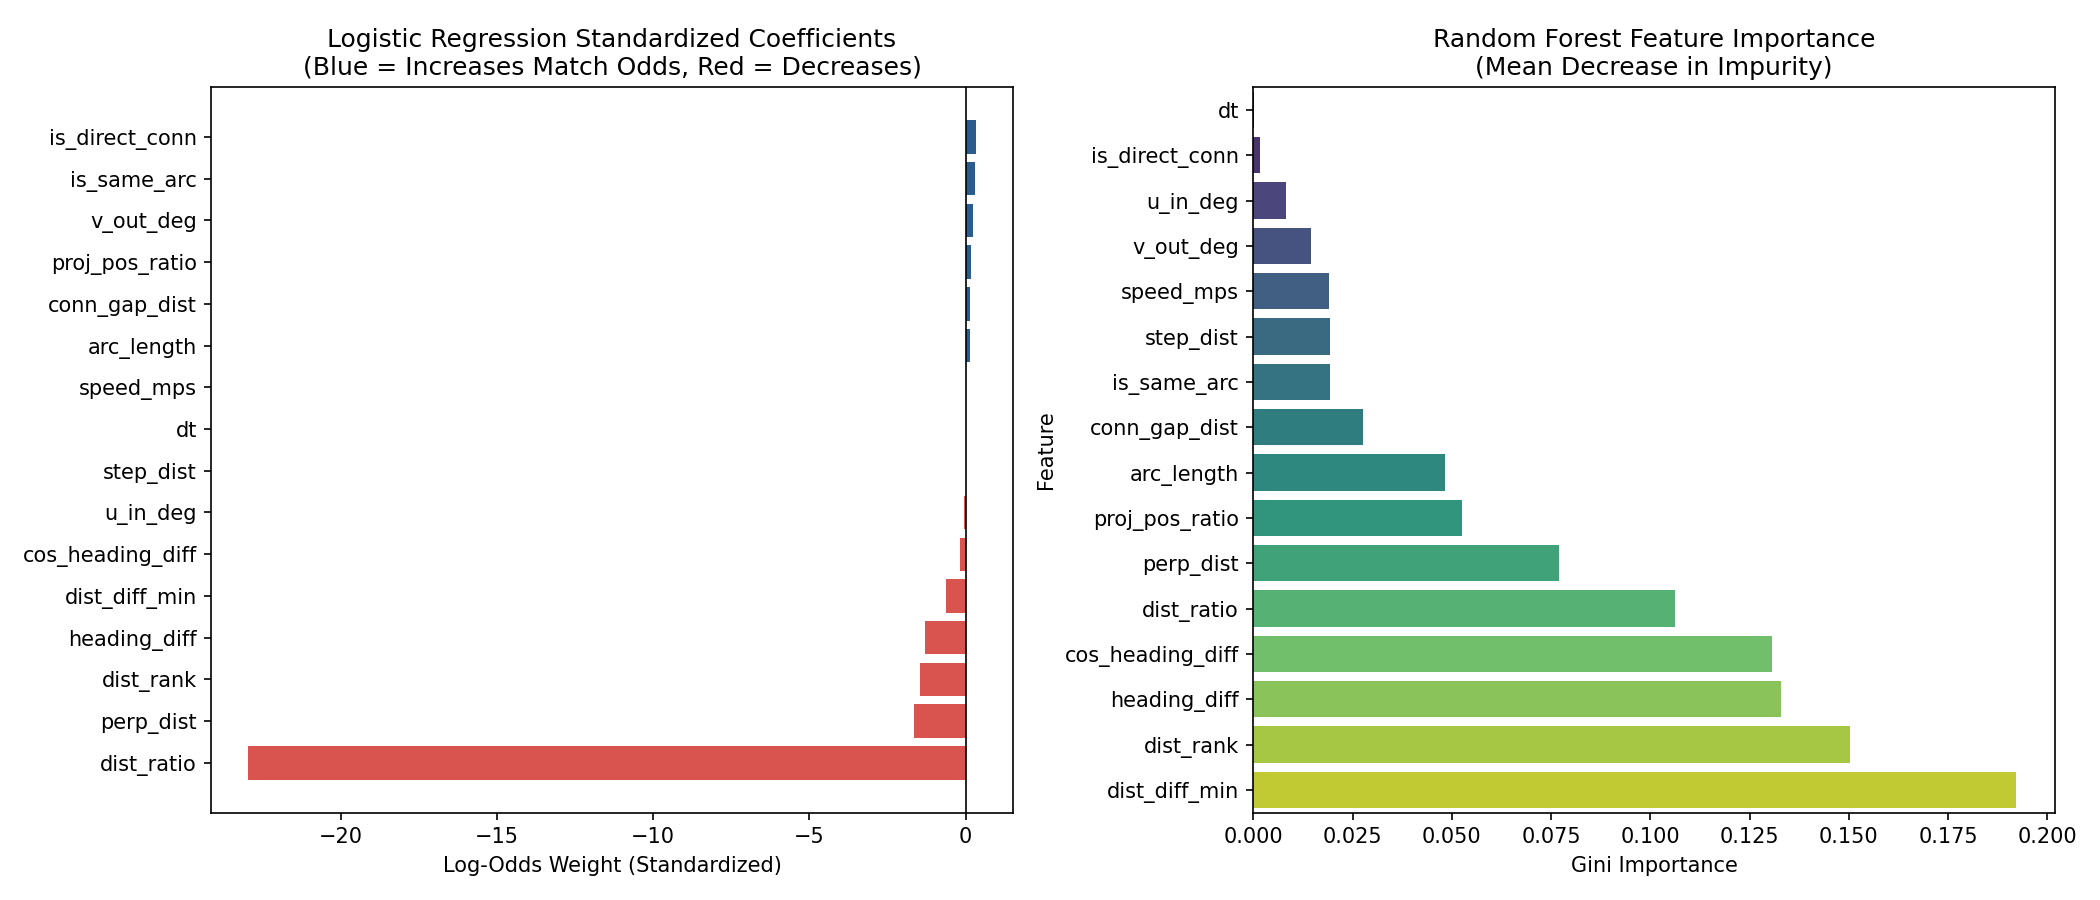 Logistic Regression Standardized Coefficients
(Blue = Increases Match Odds, Red = Decreases)
is_direct_conn
is_same_arc
v_out_deg
proj_pos_ratio
conn_gap_dist
arc_length
speed_mps
dt
step_dist
u_in_deg
cos_heading_diff
dist_diff_min
heading_diff
dist_rank
perp_dist
dist_ratio
−20 −15 −10 −5 0
Log-Odds Weight (Standardized)
Random Forest Feature Importance
(Mean Decrease in Impurity)
Feature
dt
is_direct_conn
u_in_deg
v_out_deg
speed_mps
step_dist
is_same_arc
conn_gap_dist
arc_length
proj_pos_ratio
perp_dist
dist_ratio
cos_heading_diff
heading_diff
dist_rank
dist_diff_min
0.000 0.025 0.050 0.075 0.100 0.125 0.150 0.175 0.200
Gini Importance